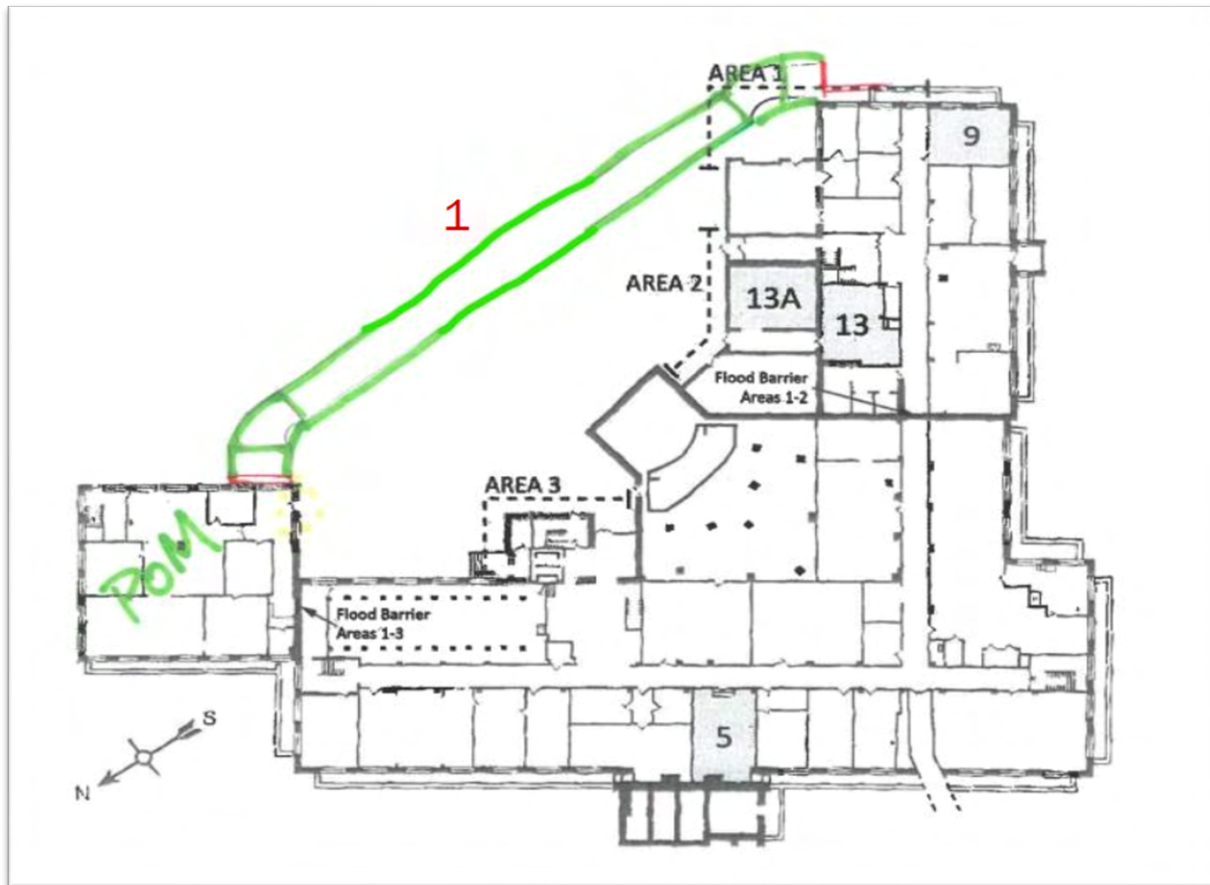 AREA 1
9
1
AREA 2
13A
13
Flood Barrier
Areas 1-2
AREA 3
POM
Flood Barrier
Areas 1-3
5
S
N